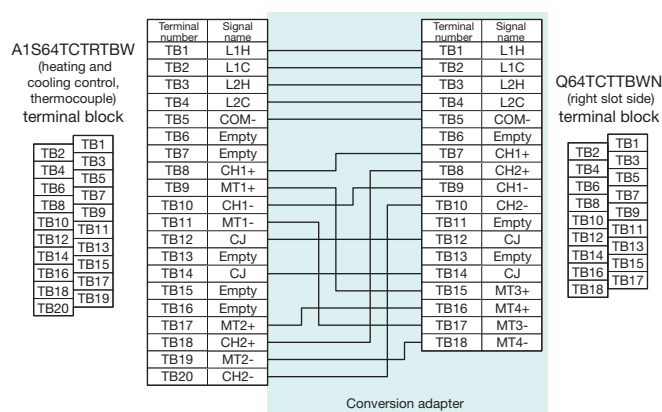 A1S64TCTRTBW
(heating and
cooling control,
thermocouple)
terminal block
TB1
TB2
TB3
TB4
TB5
TB6
TB7
TB8
TB9
TB10
TB11
TB12
TB13
TB14
TB15
TB16
TB17
TB18
TB19
TB20
Terminal number Signal name
TB1 L1H
TB2 L1C
TB3 L2H
TB4 L2C
TB5 COM-
TB6 Empty
TB7 Empty
TB8 CH1+
TB9 MT1+
TB10 CH1-
TB11 MT1-
TB12 CJ
TB13 Empty
TB14 CJ
TB15 Empty
TB16 Empty
TB17 MT2+
TB18 CH2+
TB19 MT2-
TB20 CH2-
Terminal number Signal name
TB1 L1H
TB2 L1C
TB3 L2H
TB4 L2C
TB5 COM-
TB6 Empty
TB7 CH1+
TB8 CH2+
TB9 CH1-
TB10 CH2-
TB11 Empty
TB12 CJ
TB13 Empty
TB14 CJ
TB15 MT3+
TB16 MT4+
TB17 MT3-
TB18 MT4-
Q64TCTTBWN
(right slot side)
terminal block
TB1
TB2
TB3
TB4
TB5
TB6
TB7
TB8
TB9
TB10
TB11
TB12
TB13
TB14
TB15
TB16
TB17
TB18
Conversion adapter